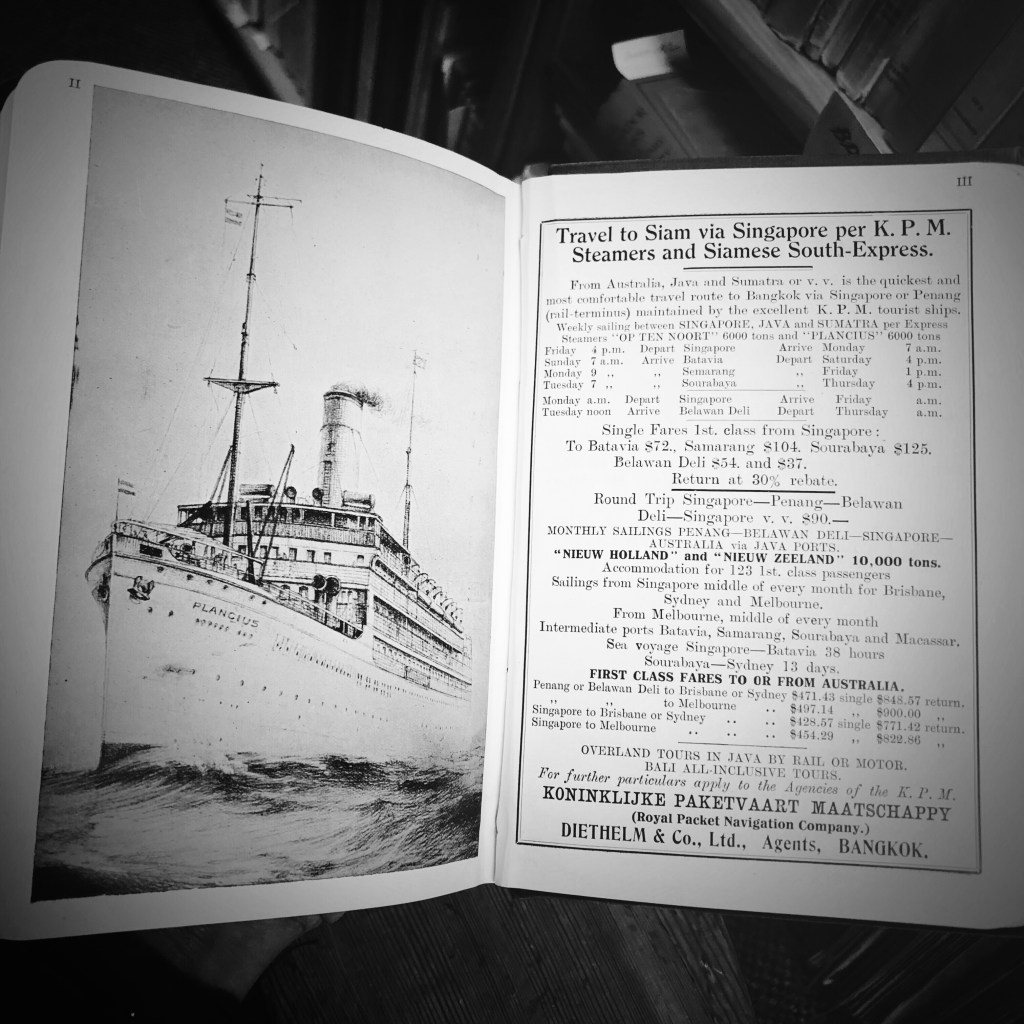 II
PLANCIUS
III
Travel to Siam via Singapore per K. P. M.
Steamers and Siamese South-Express.
From Australia, Java and Sumatra or v. v. is the quickest and
most comfortable travel route to Bangkok via Singapore or Penang
(rail-terminus) maintained by the excellent K. P. M. tourist ships.
Weekly sailing between SINGAPORE, JAVA and SUMATRA per Express
Steamers "OP TEN NOORT" 6000 tons and "PLANCIUS" 6000 tons
Friday 4 p.m. Depart Singapore Arrive Monday 7 a.m.
Sunday 7 a.m. Arrive Batavia Depart Saturday 4 p.m.
Monday 9 „ „ Semarang „ Friday 1 p.m.
Tuesday 7 „ „ Sourabaya „ Thursday 4 p.m.
Monday a.m. Depart Singapore Arrive Friday a.m.
Tuesday noon Arrive Belawan Deli Depart Thursday a.m.
Single Fares 1st. class from Singapore :
To Batavia $72., Samarang $104. Sourabaya $125.
Belawan Deli $54. and $37.
Return at 30% rebate.
Round Trip Singapore—Penang—Belawan
Deli—Singapore v. v. $90.—
MONTHLY SAILINGS PENANG—BELAWAN DELI—SINGAPORE—
AUSTRALIA via JAVA PORTS.
"NIEUW HOLLAND" and "NIEUW ZEELAND" 10,000 tons.
Accommodation for 123 1st. class passengers
Sailings from Singapore middle of every month for Brisbane,
Sydney and Melbourne.
From Melbourne, middle of every month
Intermediate ports Batavia, Samarang, Sourabaya and Macassar.
Sea voyage Singapore—Batavia 38 hours
Sourabaya—Sydney 13 days.
FIRST CLASS FARES TO OR FROM AUSTRALIA.
Penang or Belawan Deli to Brisbane or Sydney $471.43 single $848.57 return.
„ „ to Melbourne .. $497.14 „ $900.00 „
Singapore to Brisbane or Sydney .. .. $428.57 single $771.42 return.
Singapore to Melbourne .. .. .. $454.29 „ $822.86 „
OVERLAND TOURS IN JAVA BY RAIL OR MOTOR.
BALI ALL-INCLUSIVE TOURS.
For further particulars apply to the Agencies of the K. P. M.
KONINKLIJKE PAKETVAART MAATSCHAPPY
(Royal Packet Navigation Company.)
DIETHELM & Co., Ltd., Agents, BANGKOK.